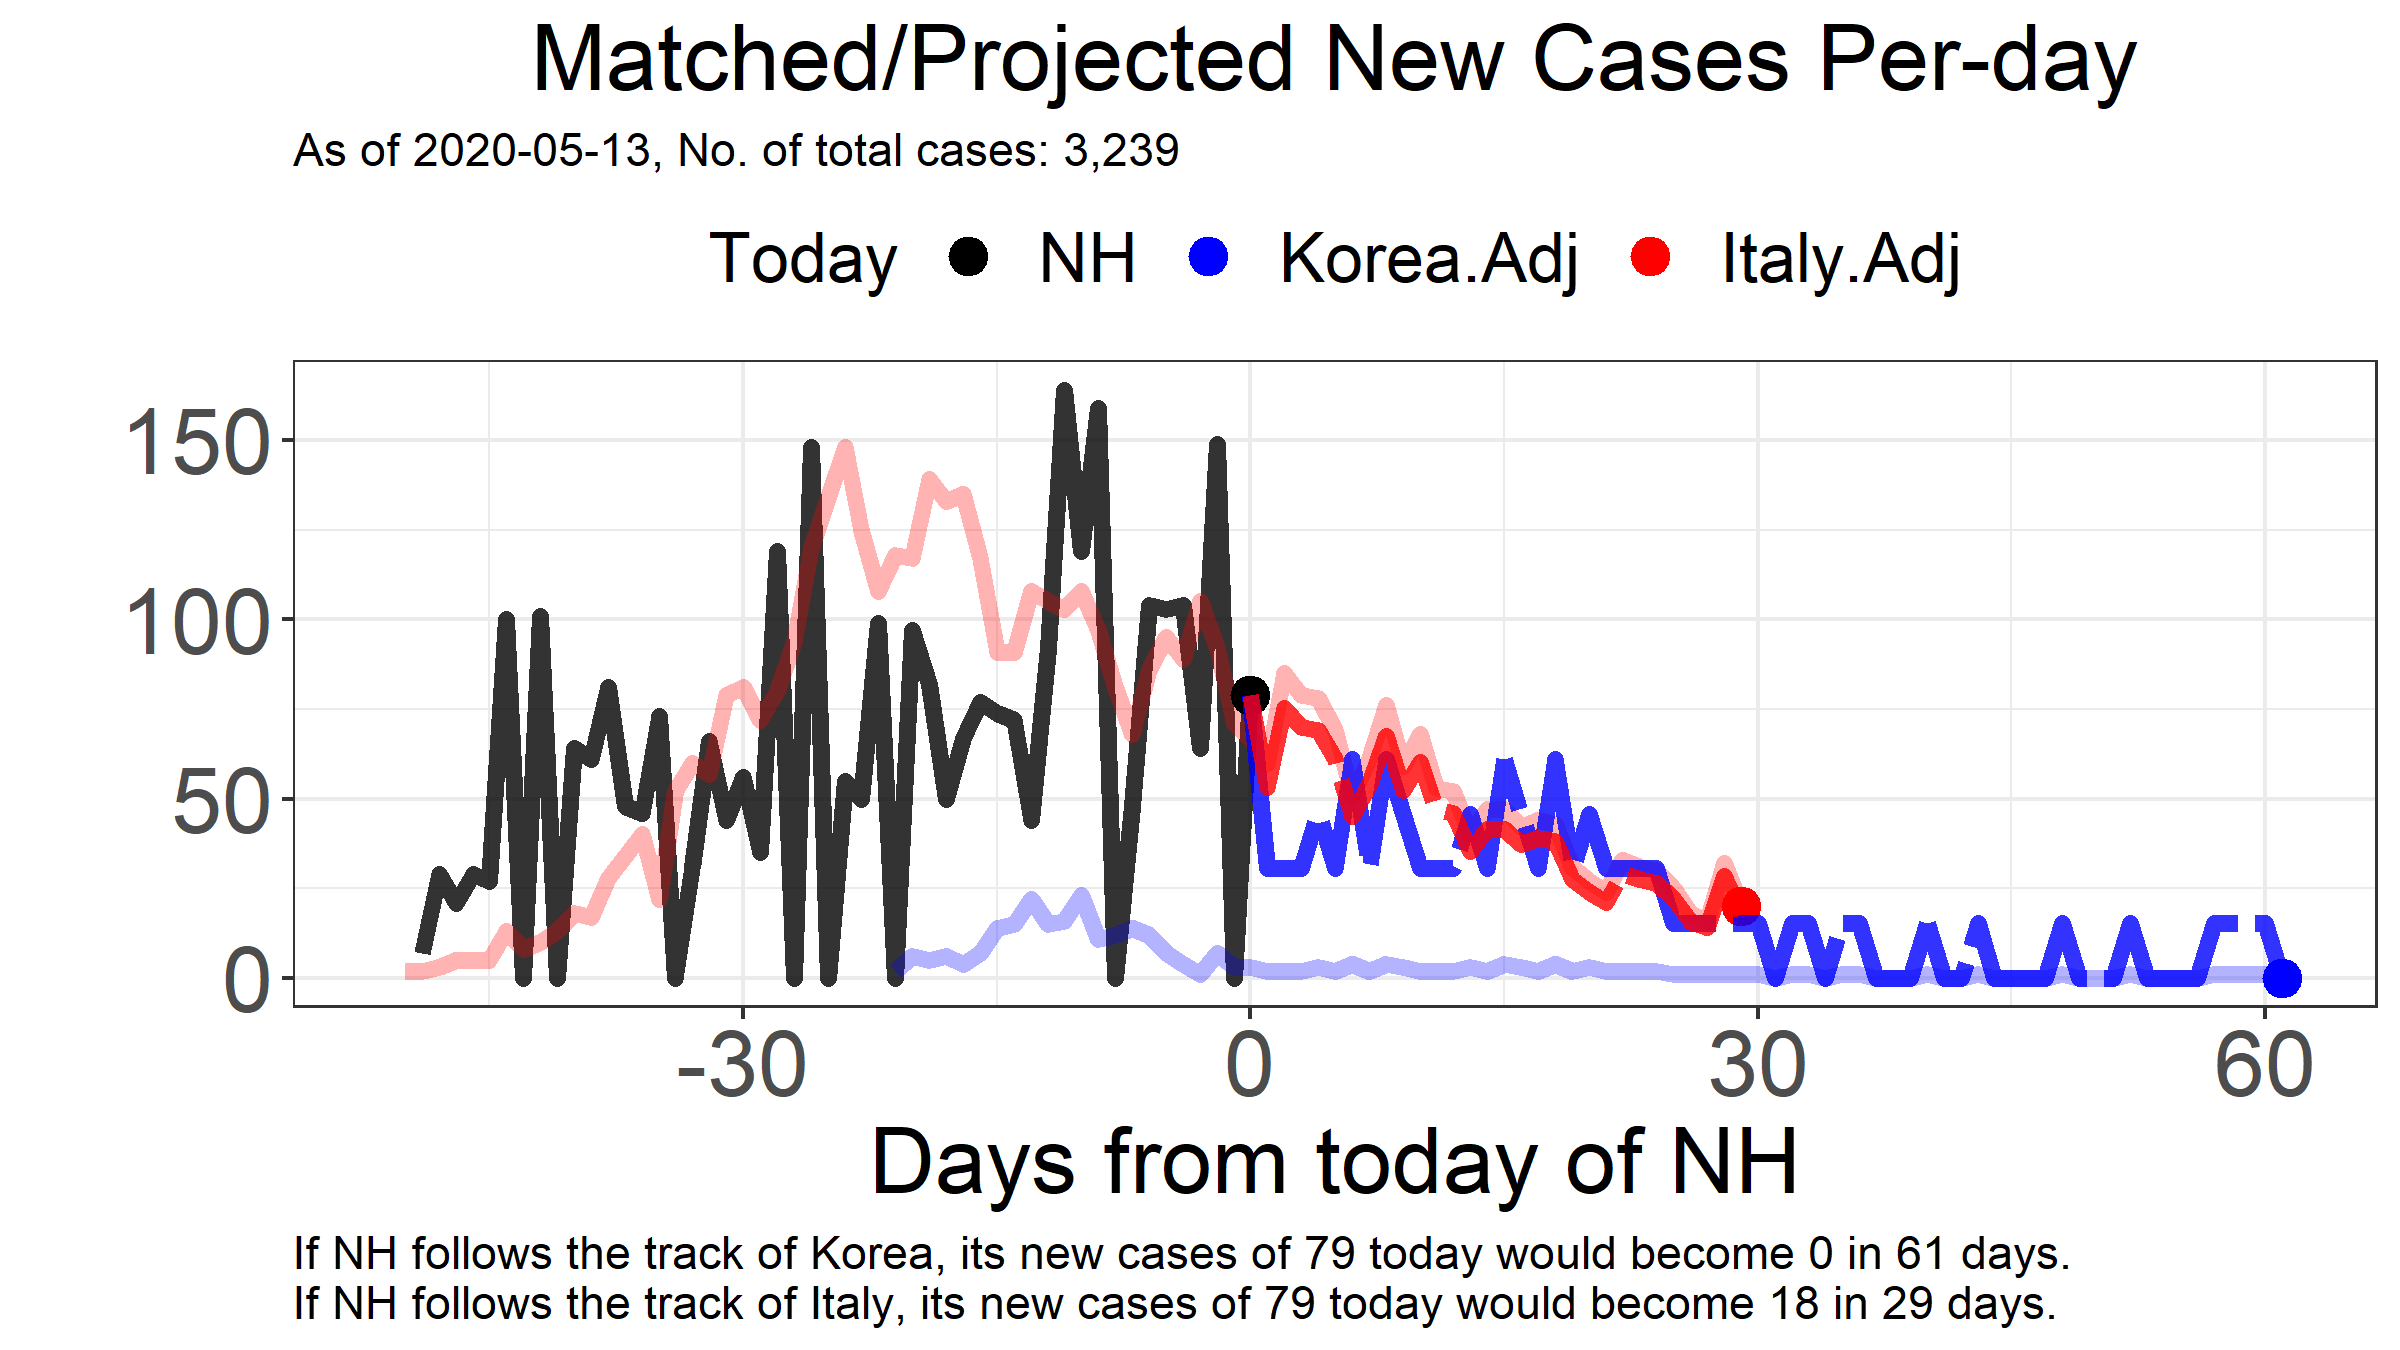 Matched/Projected New Cases Per-day
As of 2020-05-13, No. of total cases: 3,239
Today NH Korea.Adj Italy.Adj
150
100
50
0
-30 0 30 60
Days from today of NH
If NH follows the track of Korea, its new cases of 79 today would become 0 in 61 days.
If NH follows the track of Italy, its new cases of 79 today would become 18 in 29 days.